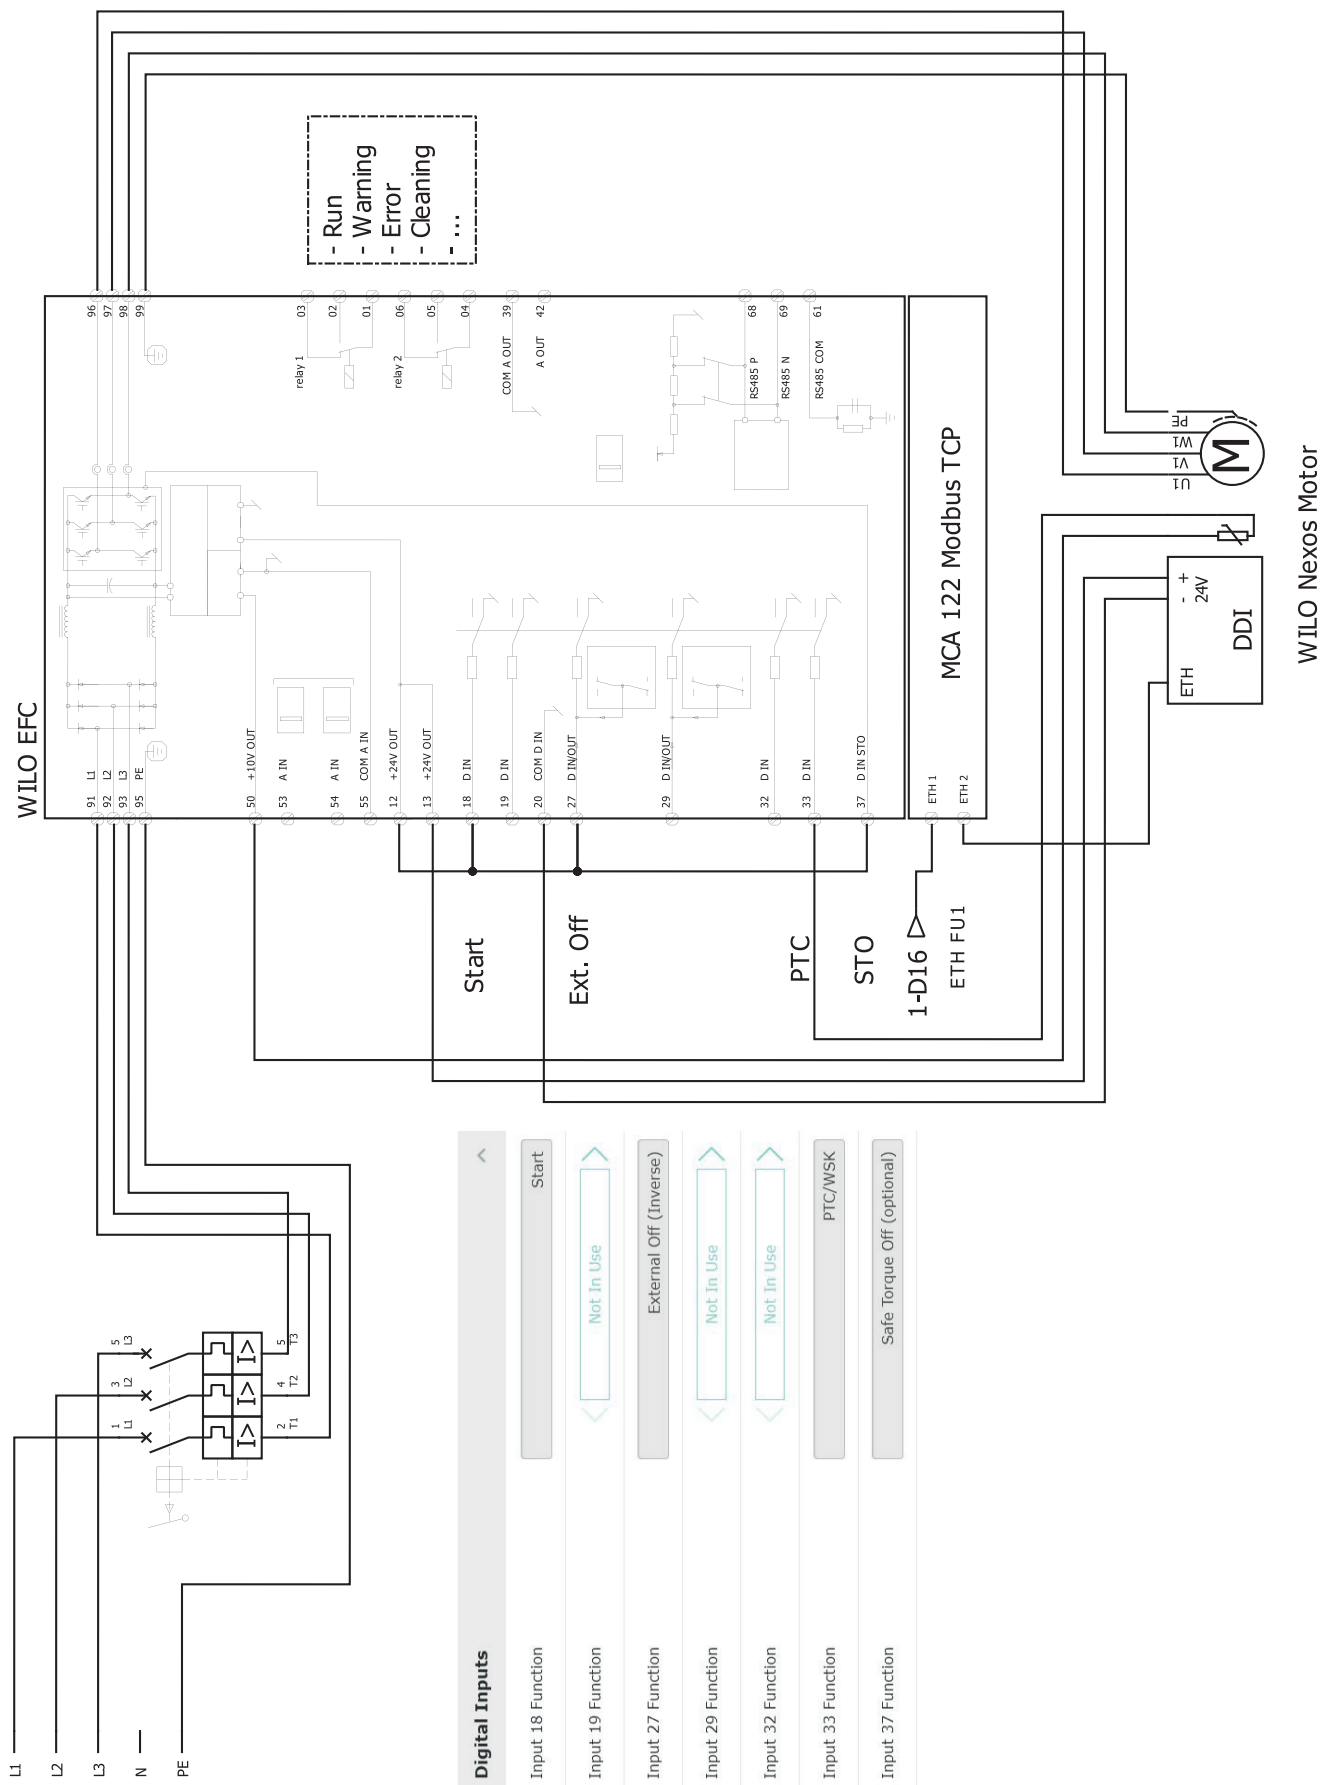 WILO EFC
91 L1
92 L2
93 L3
95 PE
50 +10V OUT
53 A IN
54 A IN
55 COM A IN
12 +24V OUT
13 +24V OUT
18 D IN
19 D IN
20 COM D IN
27 D IN/OUT
29 D IN/OUT
32 D IN
33 D IN
37 D IN STO
ETH 1
ETH 2
MCA 122 Modbus TCP
96
97
98
99
relay 1
03
02
01
relay 2
06
05
04
COM A OUT 39
A OUT 42
RS485 P 68
RS485 N 69
RS485 COM 61
- Run
- Warning
- Error
- Cleaning
- ...
Start
Ext. Off
PTC
STO
1-D16
ETH FU1
U1
V1
W1
PE
M
ETH
- +
24V
DDI
WILO Nexos Motor
L1
L2
L3
N
PE
1 L1
3 L2
5 L3
I>
I>
I>
2 T1
4 T2
5 T3
Digital Inputs
Input 18 Function Start
Input 19 Function Not In Use
Input 27 Function External Off (Inverse)
Input 29 Function Not In Use
Input 32 Function Not In Use
Input 33 Function PTC/WSK
Input 37 Function Safe Torque Off (optional)